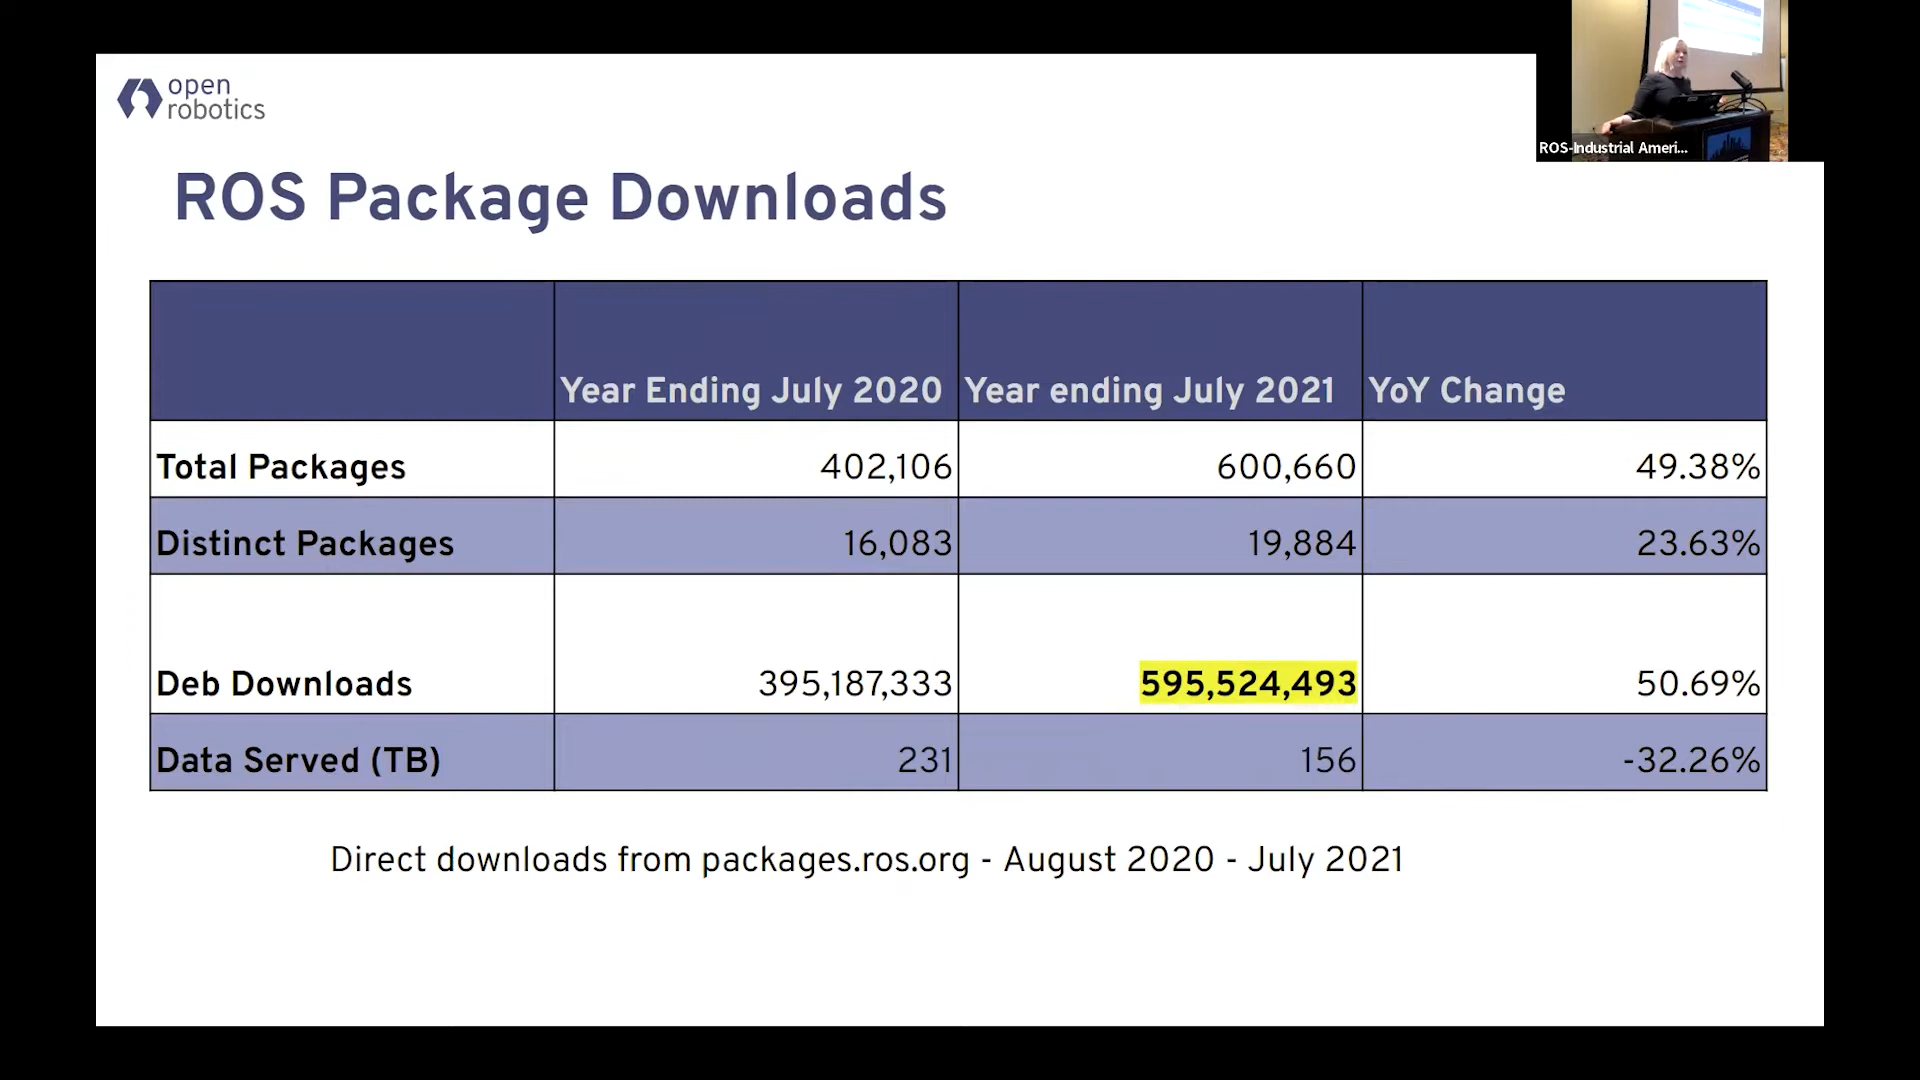 open
robotics
ROS-Industrial Ameri...
ROS Package Downloads
Year Ending July 2020 Year ending July 2021 YoY Change
Total Packages 402,106 600,660 49.38%
Distinct Packages 16,083 19,884 23.63%
Deb Downloads 395,187,333 595,524,493 50.69%
Data Served (TB) 231 156 -32.26%
Direct downloads from packages.ros.org - August 2020 - July 2021